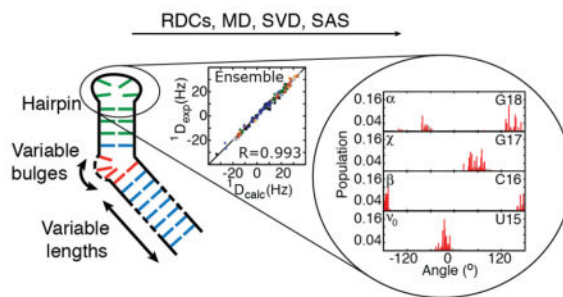 RDCs, MD, SVD, SAS
Hairpin
Variable
bulges
Variable
lengths
Ensemble
¹D_exp(Hz)
20
0
-20
R=0.993
-20 0 20
¹D_calc(Hz)
Population
0.16
0.04
α
G18
0.16
0.04
χ
G17
0.16
0.04
β
C16
0.16
0.04
ν₀
U15
-120 0 120
Angle (°)